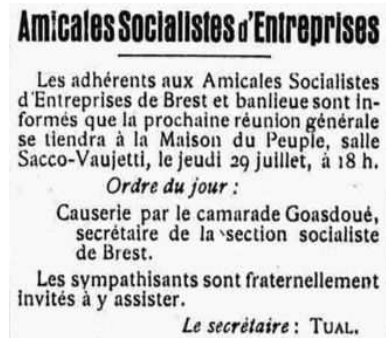 Amicales Socialistes d'Entreprises
Les adhérents aux Amicales Socialistes
d'Entreprises de Brest et banlieue sont in-
formés que la prochaine réunion générale
se tiendra à la Maison du Peuple, salle
Sacco-Vaujetti, le jeudi 29 juillet, à 18 h.
Ordre du jour :
Causerie par le camarade Goasdoué,
secrétaire de la section socialiste
de Brest.
Les sympathisants sont fraternellement
invités à y assister.
Le secrétaire : TUAL.